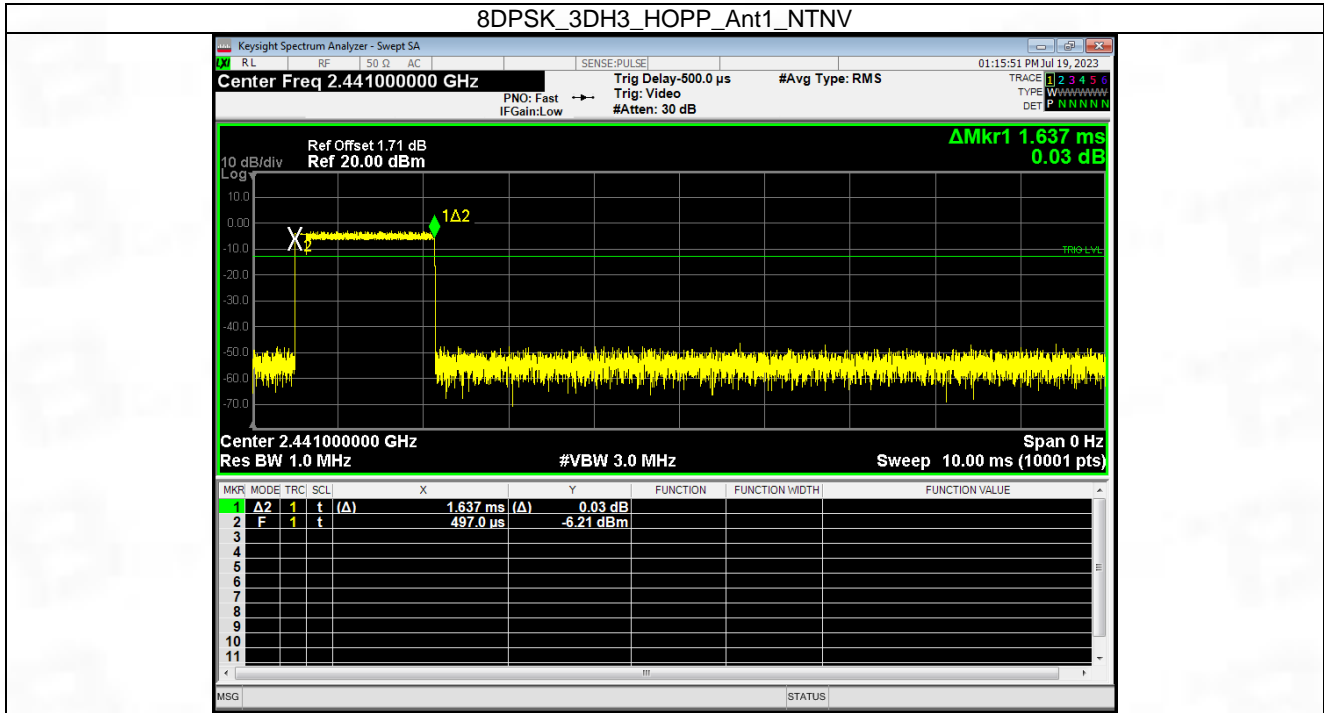 8DPSK_3DH3_HOPP_Ant1_NTNV
Keysight Spectrum Analyzer - Swept SA
LXI RL RF 50 Ω AC SENSE:PULSE 01:15:51 PM Jul 19, 2023
Center Freq 2.441000000 GHz
PNO: Fast
IFGain:Low
Trig Delay-500.0 µs
Trig: Video
#Atten: 30 dB
#Avg Type: RMS
TRACE 1 2 3 4 5 6
TYPE WWWWWW
DET P N N N N N
ΔMkr1 1.637 ms
0.03 dB
Ref Offset 1.71 dB
10 dB/div Ref 20.00 dBm
Log
10.0
0.00
-10.0
-20.0
-30.0
-40.0
-50.0
-60.0
-70.0
1Δ2
2
TRIG LVL
Center 2.441000000 GHz Span 0 Hz
Res BW 1.0 MHz #VBW 3.0 MHz Sweep 10.00 ms (10001 pts)
MKR MODE TRC SCL X Y FUNCTION FUNCTION WIDTH FUNCTION VALUE
1 Δ2 1 t (Δ) 1.637 ms (Δ) 0.03 dB
2 F 1 t 497.0 µs -6.21 dBm
3
4
5
6
7
8
9
10
11
MSG STATUS